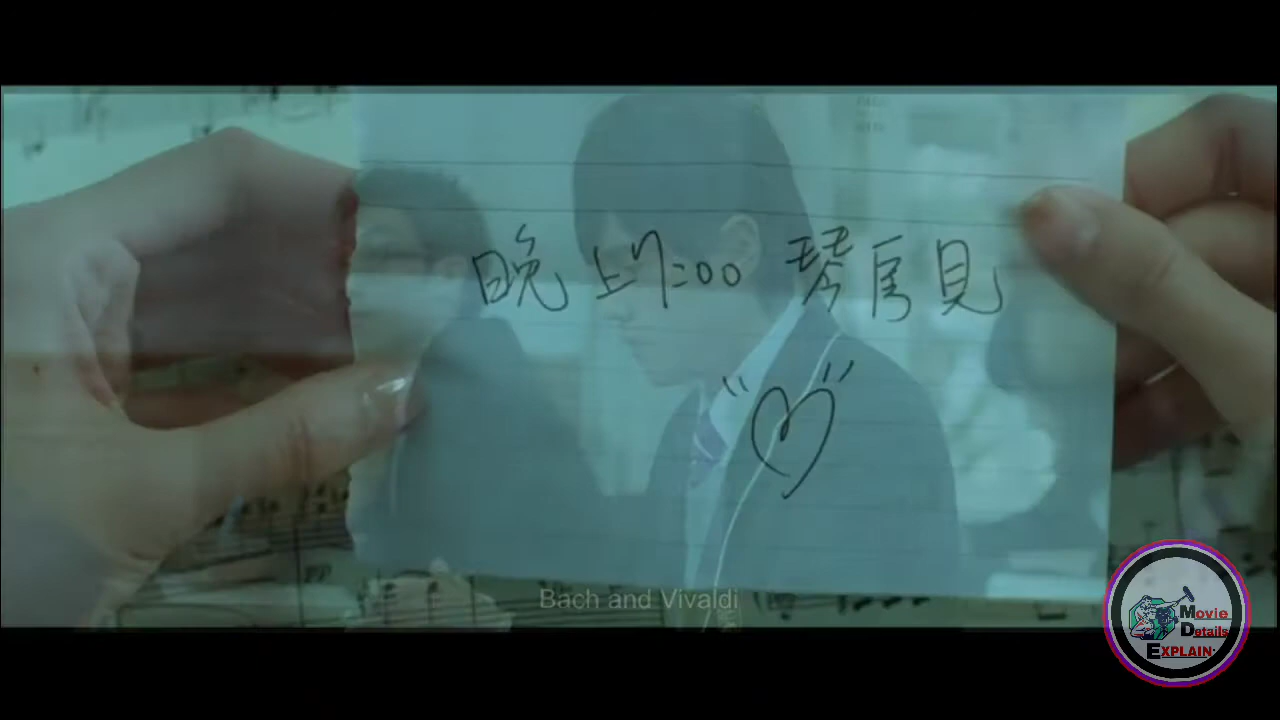 晚上7:00 琴房見
Bach and Vivaldi
Movie
Details
EXPLAIN